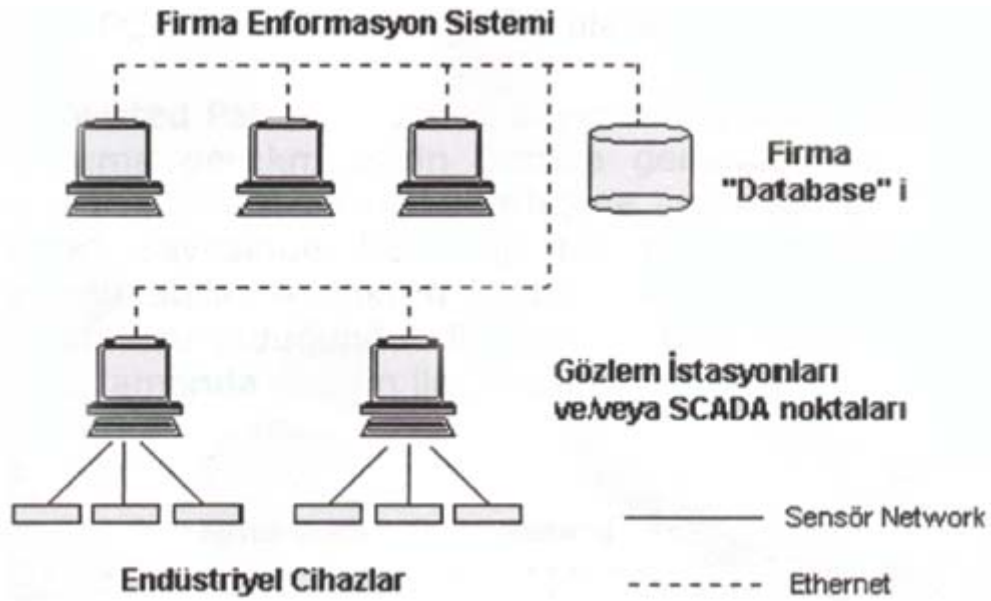 Firma Enformasyon Sistemi
Firma
"Database" i
Gözlem İstasyonları
ve/veya SCADA noktaları
Sensör Network
Endüstriyel Cihazlar
Ethernet